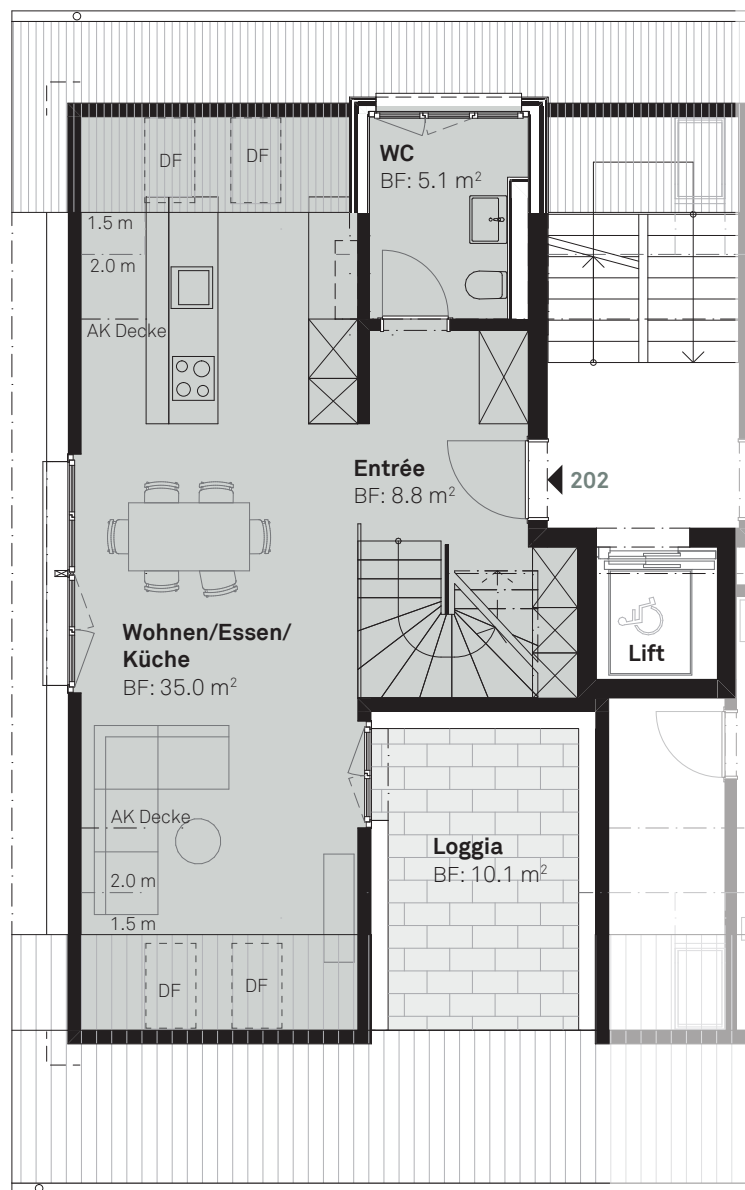 DF
DF
WC
BF: 5.1 m²
1.5 m
2.0 m
AK Decke
Entrée
BF: 8.8 m²
202
Wohnen/Essen/
Küche
BF: 35.0 m²
Lift
AK Decke
Loggia
BF: 10.1 m²
2.0 m
1.5 m
DF
DF